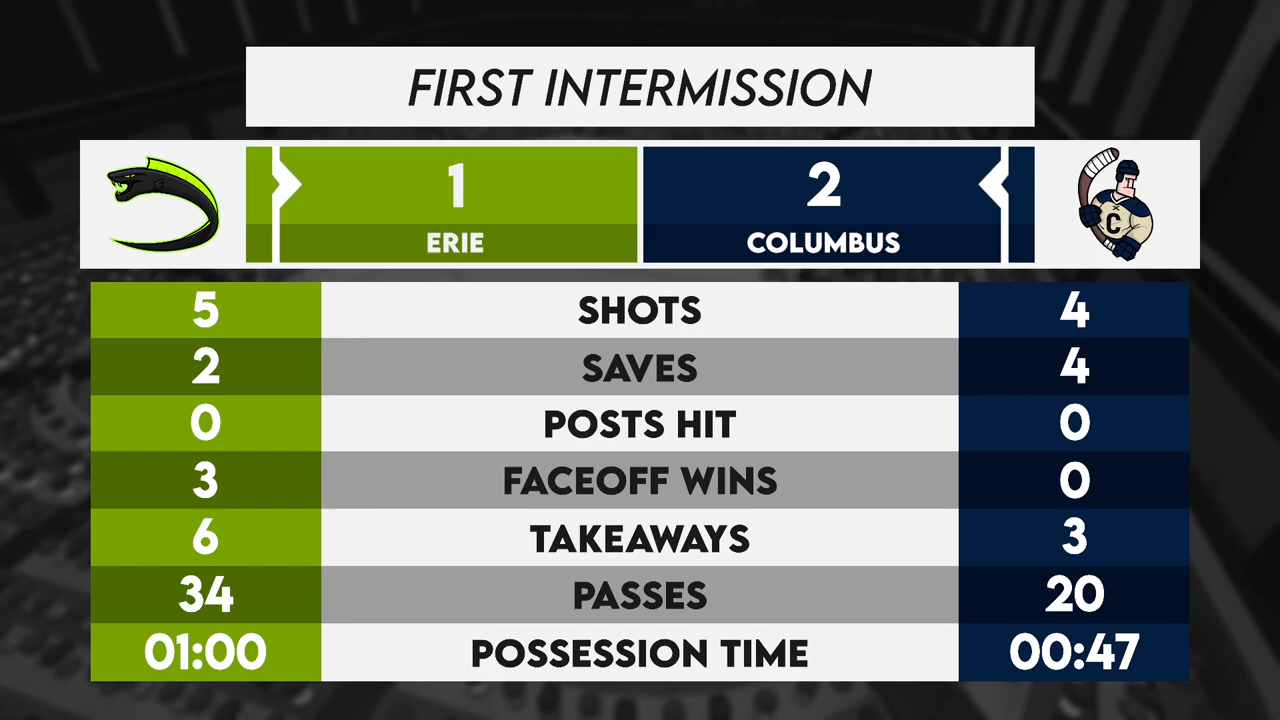 FIRST INTERMISSION
1 2
ERIE COLUMBUS
C
5 SHOTS 4
2 SAVES 4
0 POSTS HIT 0
3 FACEOFF WINS 0
6 TAKEAWAYS 3
34 PASSES 20
01:00 POSSESSION TIME 00:47